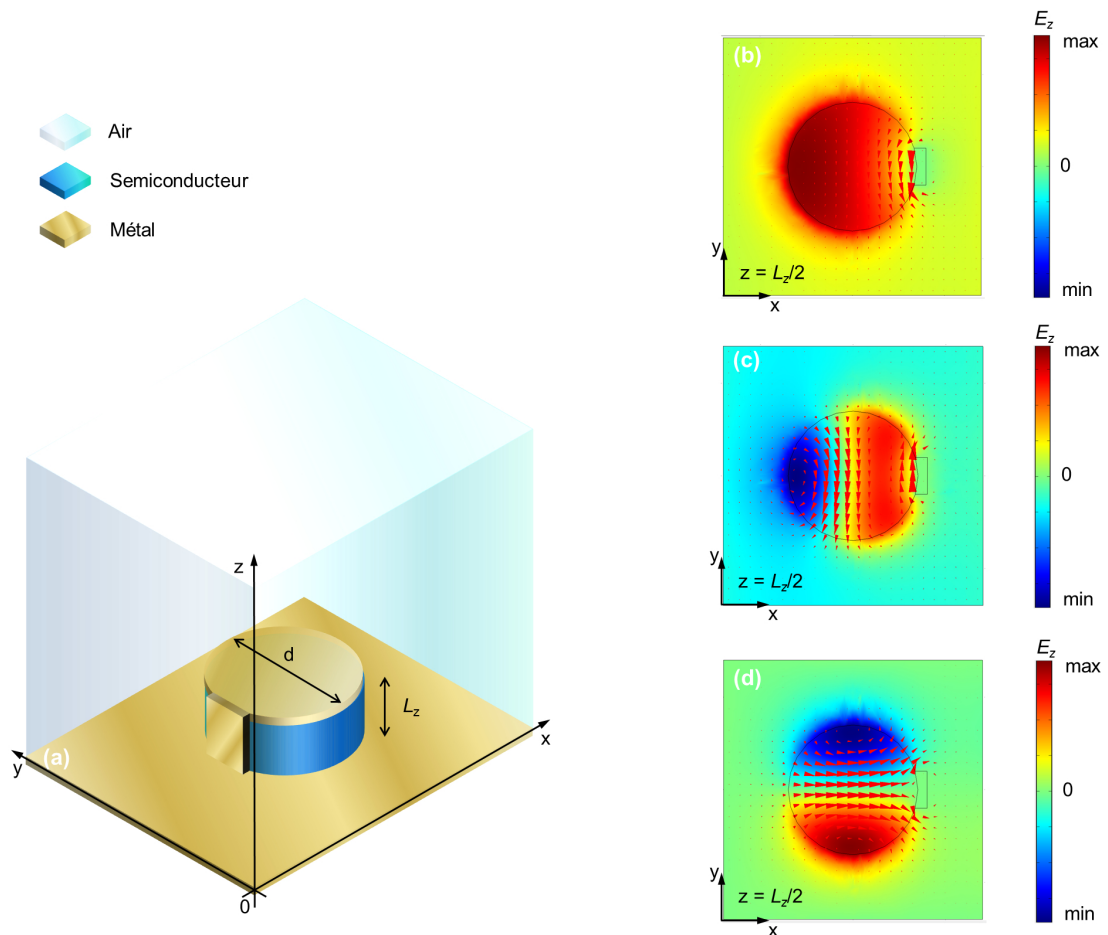 Air
Semiconducteur
Métal
z
d
L_z
x
y
(a)
0
(b)
y
z = L_z/2
x
E_z
max
0
min
(c)
y
z = L_z/2
x
E_z
max
0
min
(d)
y
z = L_z/2
x
E_z
max
0
min